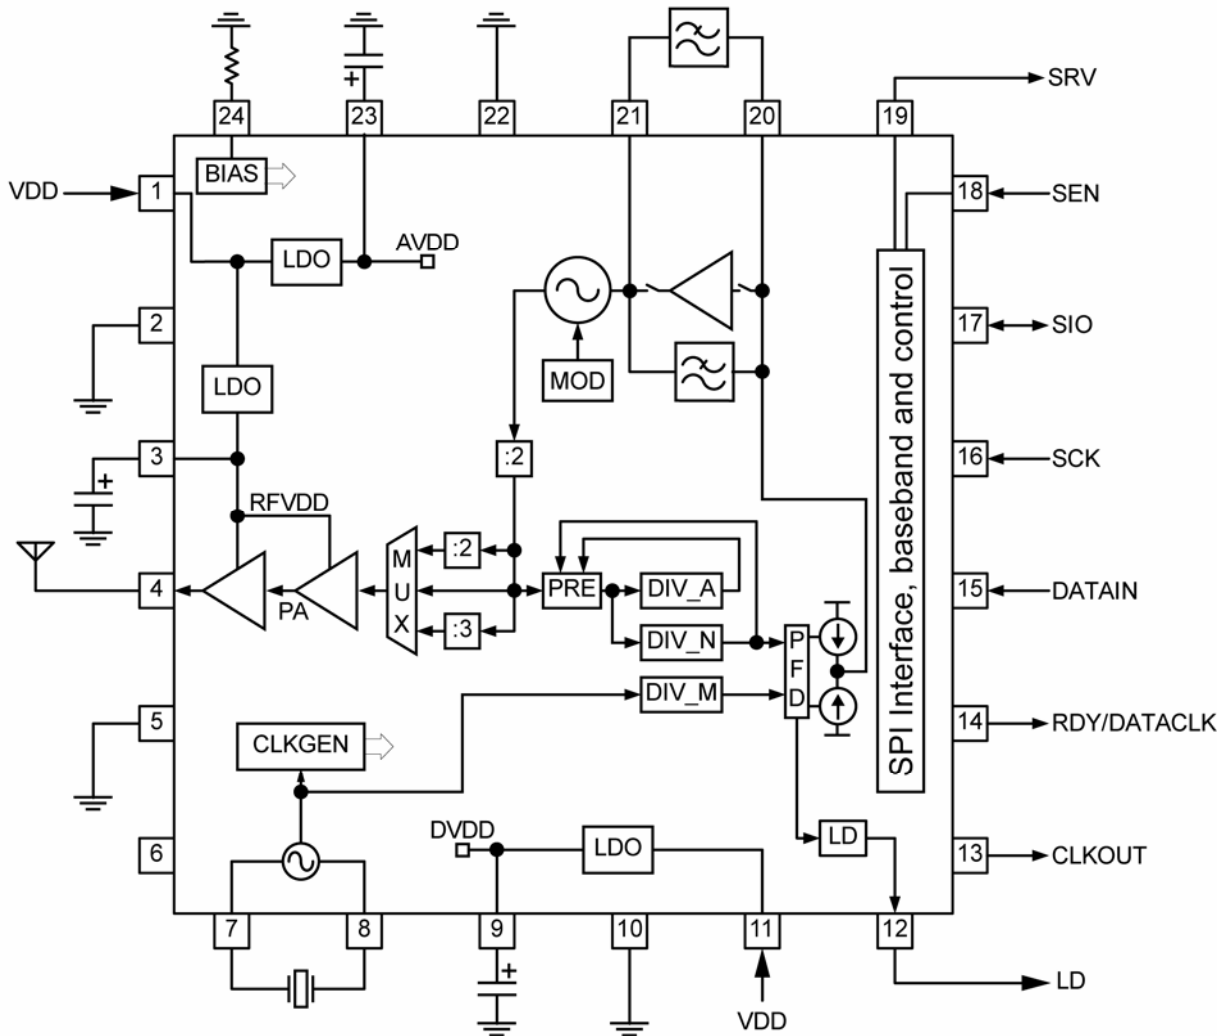 24
23
22
21
20
19
SRV
VDD
1
BIAS
18
SEN
LDO
AVDD
2
17
SIO
LDO
MOD
3
:2
16
SCK
RFVDD
4
PA
MUX
:2
:3
PRE
DIV_A
DIV_N
DIV_M
PFD
15
DATAIN
SPI Interface, baseband and control
5
CLKGEN
14
RDY/DATACLK
6
DVDD
LDO
LD
13
CLKOUT
7
8
9
10
11
12
VDD
LD